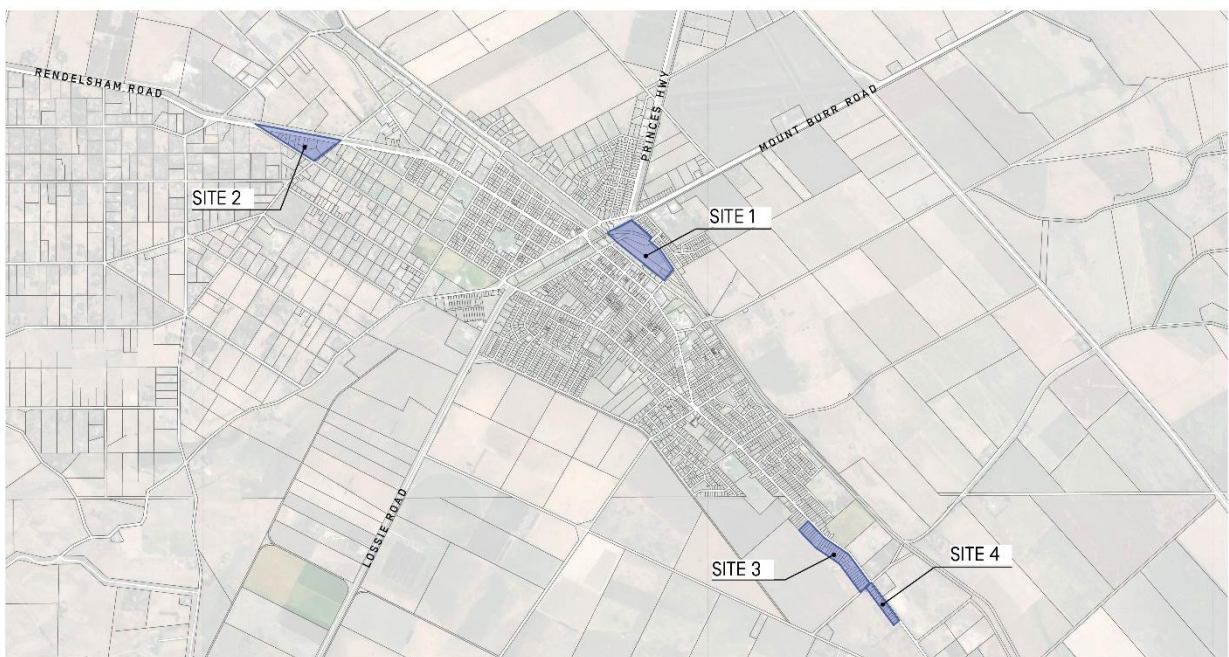 RENDELSHAM ROAD
PRINCES HWY
MOUNT BURR ROAD
SITE 2
SITE 1
LOSSIE ROAD
SITE 3
SITE 4